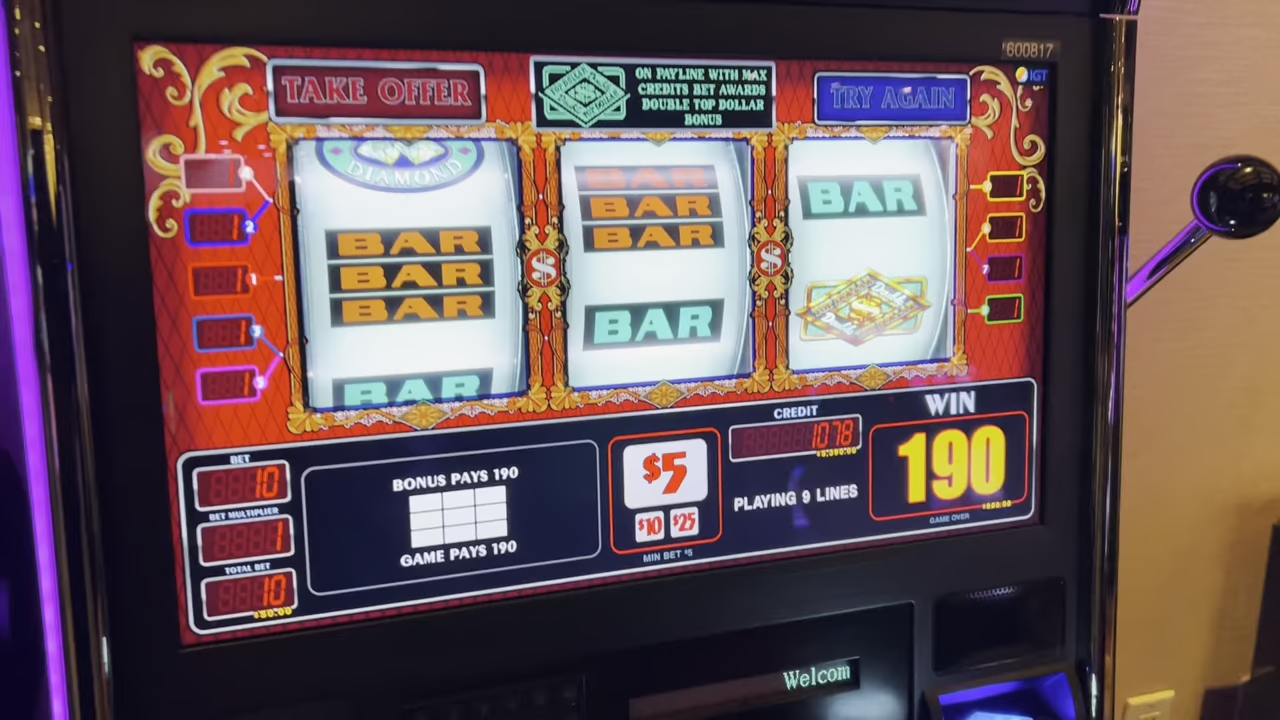 '600817
IGT
TAKE OFFER
ON PAYLINE WITH MAX
CREDITS BET AWARDS
DOUBLE TOP DOLLAR
BONUS
TRY AGAIN
DIAMOND
BAR
BAR
BAR
BAR
BAR
BAR
BAR
BAR
BAR
$
$
CREDIT
1078
WIN
190
GAME OVER
BET
10
BET MULTIPLIER
1
TOTAL BET
10
$50.00
BONUS PAYS 190
GAME PAYS 190
$5
$10 $25
MIN BET $5
PLAYING 9 LINES
Welcom